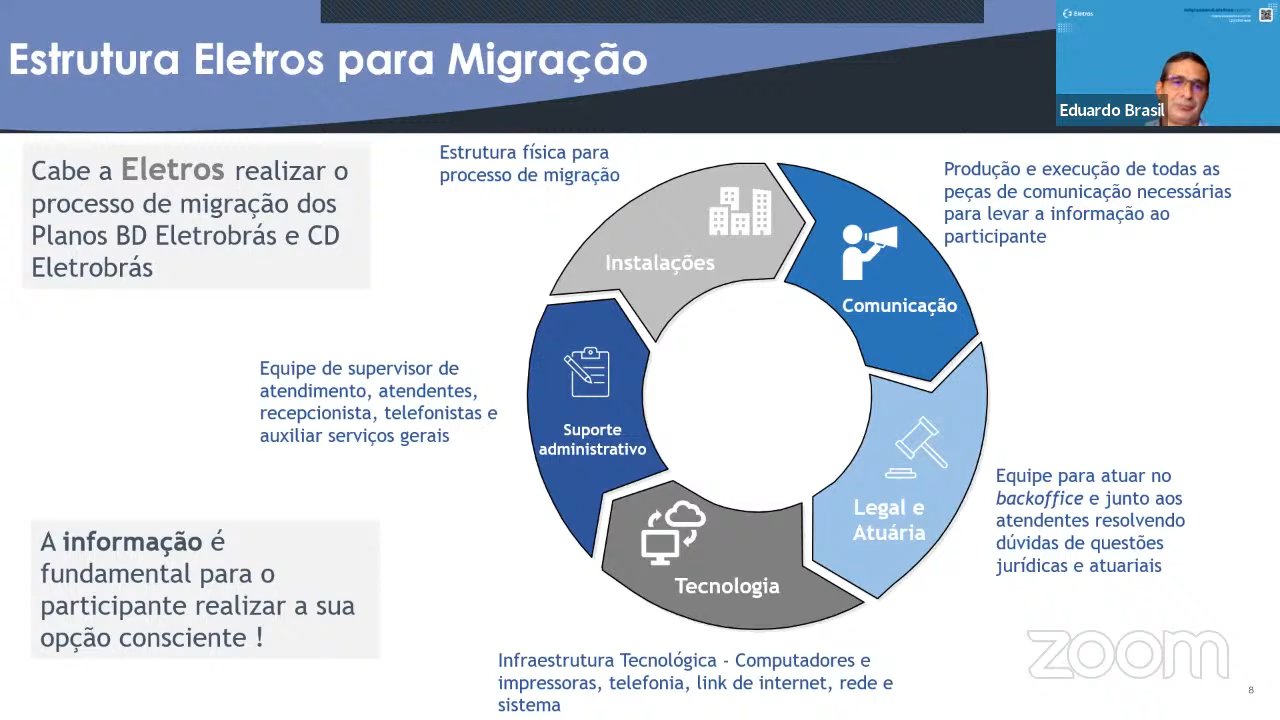 Estrutura Eletros para Migração
Eletros
Eduardo Brasil
Cabe a Eletros realizar o
processo de migração dos
Planos BD Eletrobrás e CD
Eletrobrás
Estrutura física para
processo de migração
Produção e execução de todas as
peças de comunicação necessárias
para levar a informação ao
participante
Instalações
Comunicação
Equipe de supervisor de
atendimento, atendentes,
recepcionista, telefonistas e
auxiliar serviços gerais
Suporte
administrativo
Legal e
Atuária
Equipe para atuar no
backoffice e junto aos
atendentes resolvendo
dúvidas de questões
jurídicas e atuariais
Tecnologia
A informação é
fundamental para o
participante realizar a sua
opção consciente !
Infraestrutura Tecnológica - Computadores e
impressoras, telefonia, link de internet, rede e
sistema
zoom
8